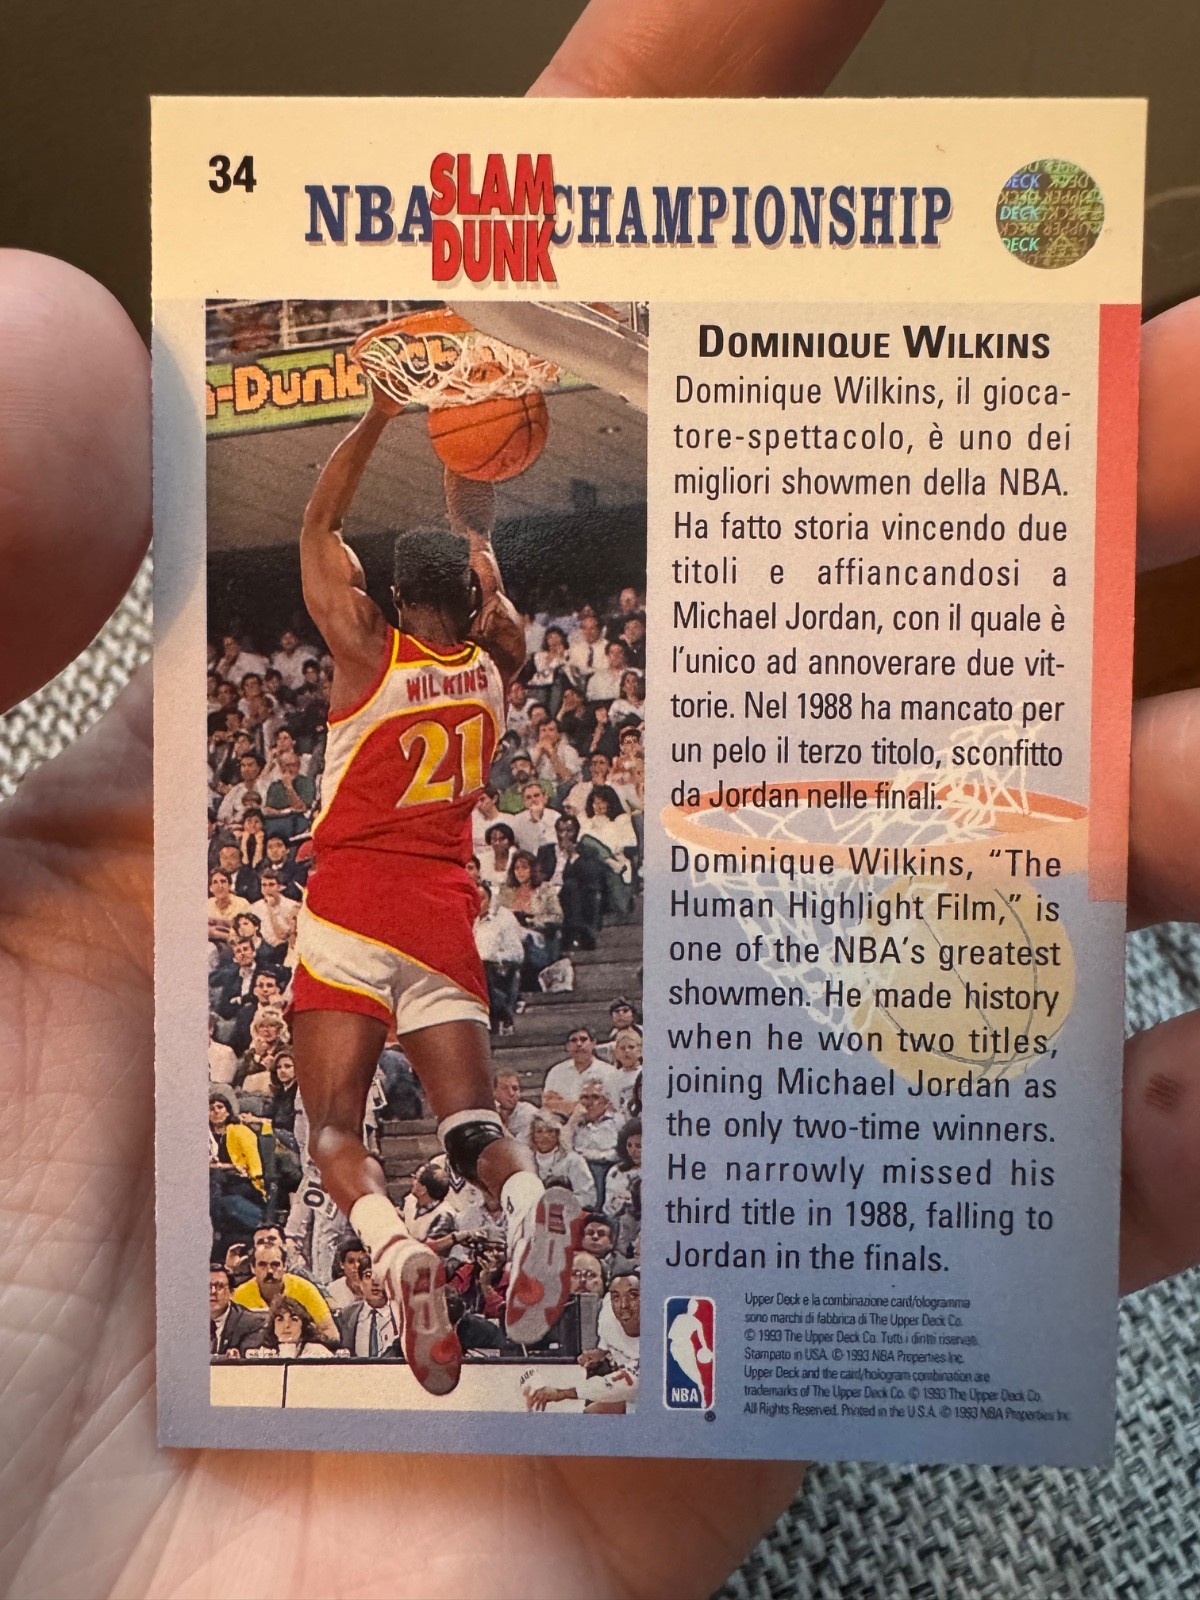 34
NBA SLAM DUNK CHAMPIONSHIP
DECK
DECK
DECK
-Dunk
WILKINS
21
DOMINIQUE WILKINS
Dominique Wilkins, il gioca-
tore-spettacolo, è uno dei
migliori showmen della NBA.
Ha fatto storia vincendo due
titoli e affiancandosi a
Michael Jordan, con il quale è
l'unico ad annoverare due vit-
torie. Nel 1988 ha mancato per
un pelo il terzo titolo, sconfitto
da Jordan nelle finali.
Dominique Wilkins, “The
Human Highlight Film,” is
one of the NBA’s greatest
showmen. He made history
when he won two titles,
joining Michael Jordan as
the only two-time winners.
He narrowly missed his
third title in 1988, falling to
Jordan in the finals.
NBA
®
Upper Deck e la combinazione card/ologramma
sono marchi di fabbrica di The Upper Deck Co.
© 1993 The Upper Deck Co. Tutti i diritti riservati.
Stampato in USA. © 1993 NBA Properties Inc.
Upper Deck and the card/hologram combination are
trademarks of The Upper Deck Co. © 1993 The Upper Deck Co.
All Rights Reserved. Printed in the U.S.A. © 1993 NBA Properties Inc